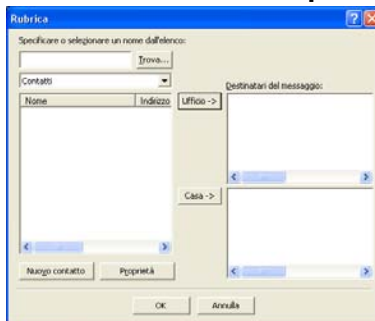 Rubrica
Specificare o selezionare un nome dall'elenco:
Trova...
Contatti
Destinatari del messaggio:
Nome Indirizzo Ufficio ->
Casa ->
Nuovo contatto Proprietà
OK Annulla